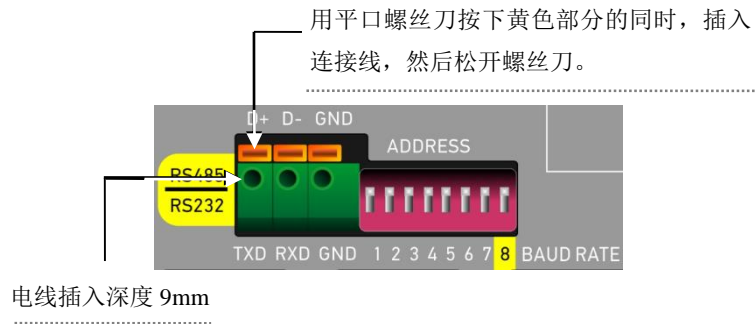 用平口螺丝刀按下黄色部分的同时，插入
连接线，然后松开螺丝刀。
D+ D- GND
ADDRESS
RS485
RS232
TXD RXD GND 1 2 3 4 5 6 7 8 BAUD RATE
电线插入深度 9mm